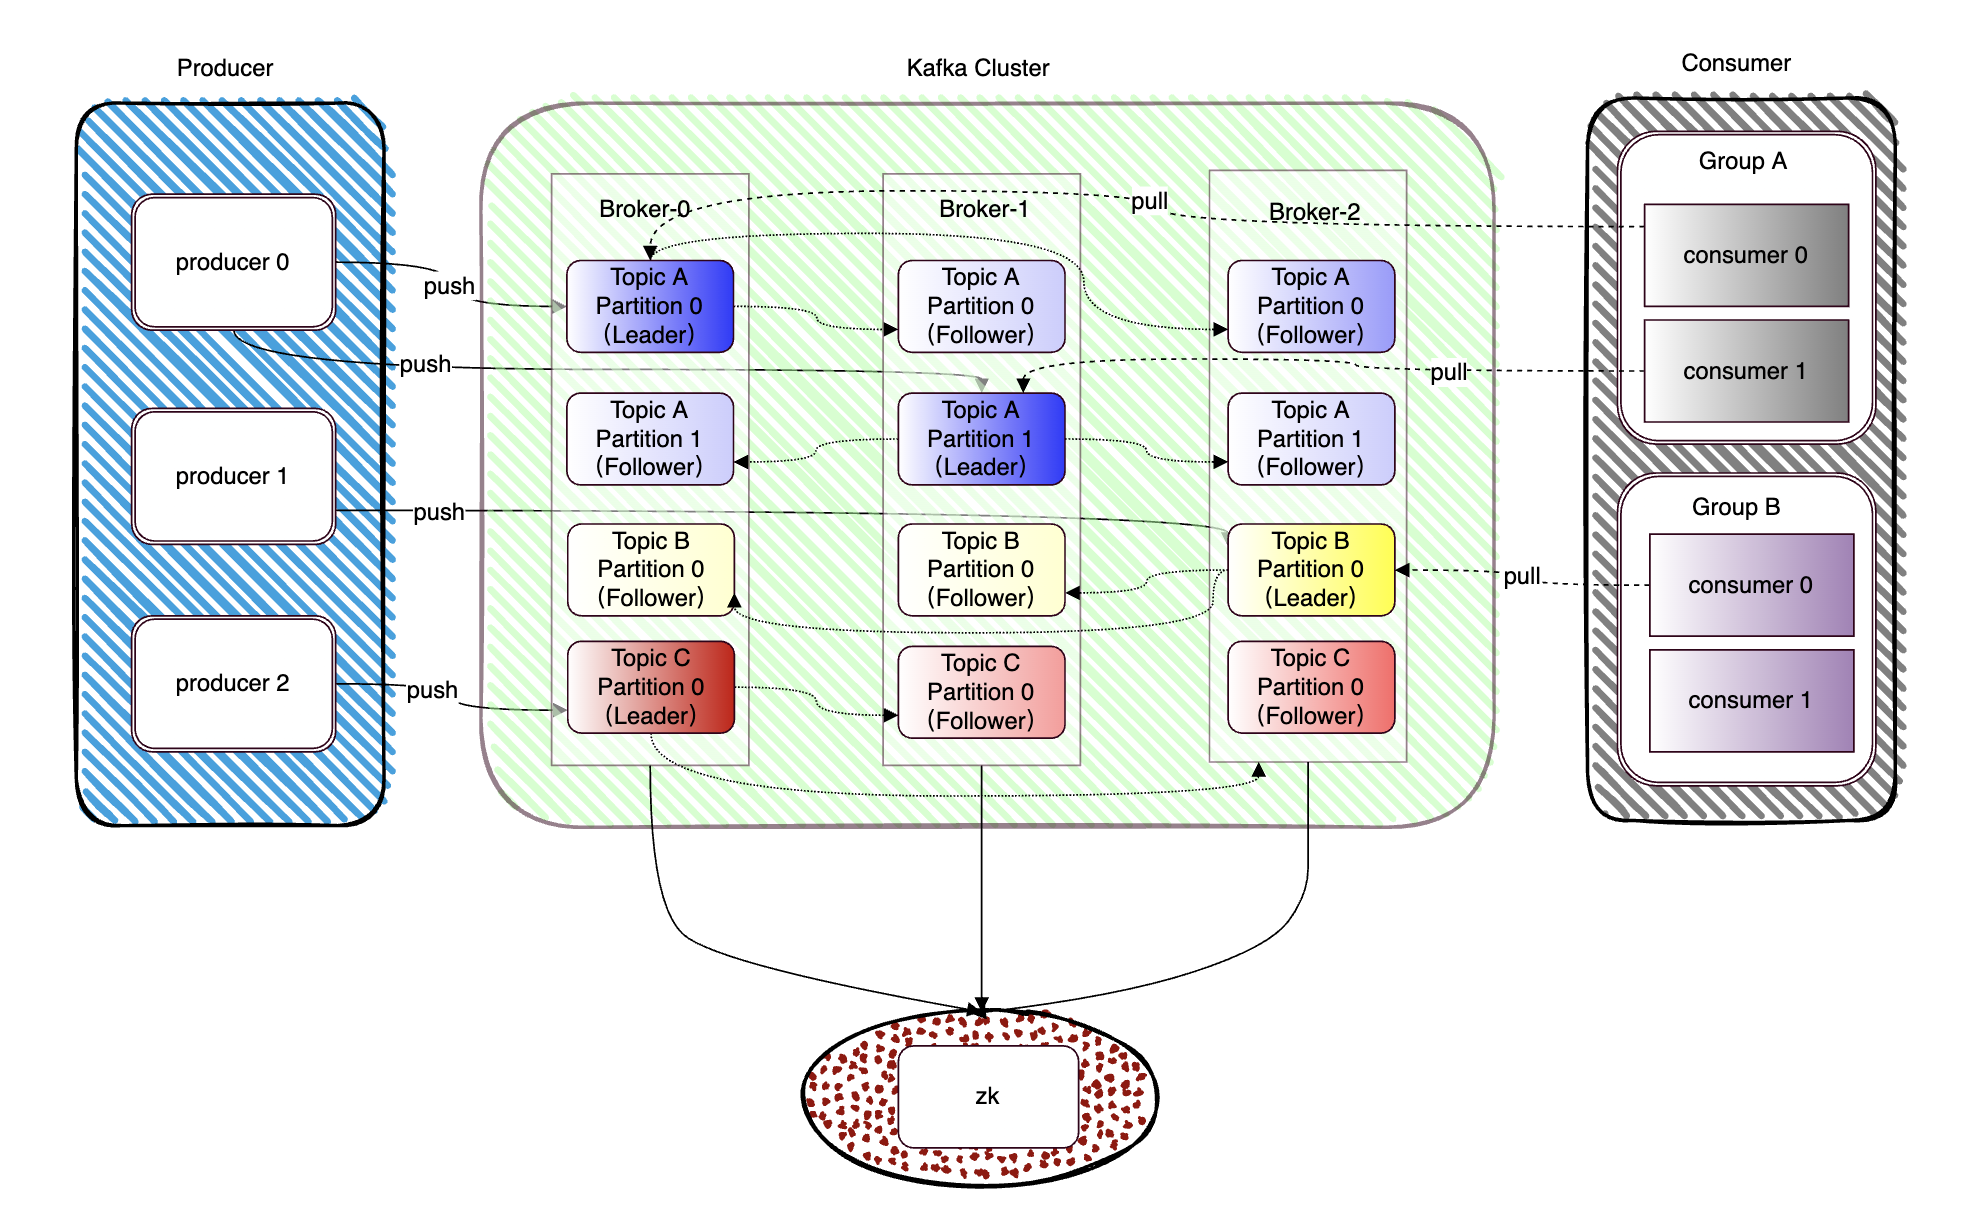 Producer
Kafka Cluster
Consumer
producer 0
producer 1
producer 2
push
push
push
push
Broker-0
Topic A
Partition 0
(Leader)
Topic A
Partition 1
(Follower)
Topic B
Partition 0
(Follower)
Topic C
Partition 0
(Leader)
Broker-1
Topic A
Partition 0
(Follower)
Topic A
Partition 1
(Leader)
Topic B
Partition 0
(Follower)
Topic C
Partition 0
(Follower)
Broker-2
Topic A
Partition 0
(Follower)
Topic A
Partition 1
(Follower)
Topic B
Partition 0
(Leader)
Topic C
Partition 0
(Follower)
pull
pull
pull
Group A
consumer 0
consumer 1
Group B
consumer 0
consumer 1
zk